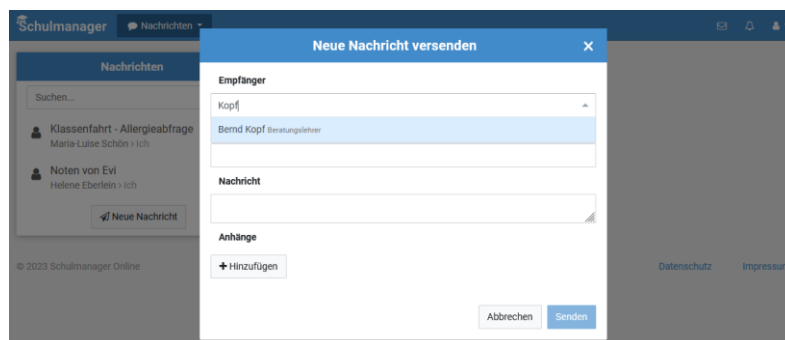 Schulmanager
Nachrichten
Neue Nachricht versenden
Nachrichten
Suchen...
Klassenfahrt - Allergieabfrage
Maria-Luise Schön › Ich
Noten von Evi
Helene Eberlein › Ich
Neue Nachricht
Empfänger
Kopf
Bernd Kopf Beratungslehrer
Nachricht
Anhänge
+ Hinzufügen
Abbrechen Senden
© 2023 Schulmanager Online
Datenschutz Impressu